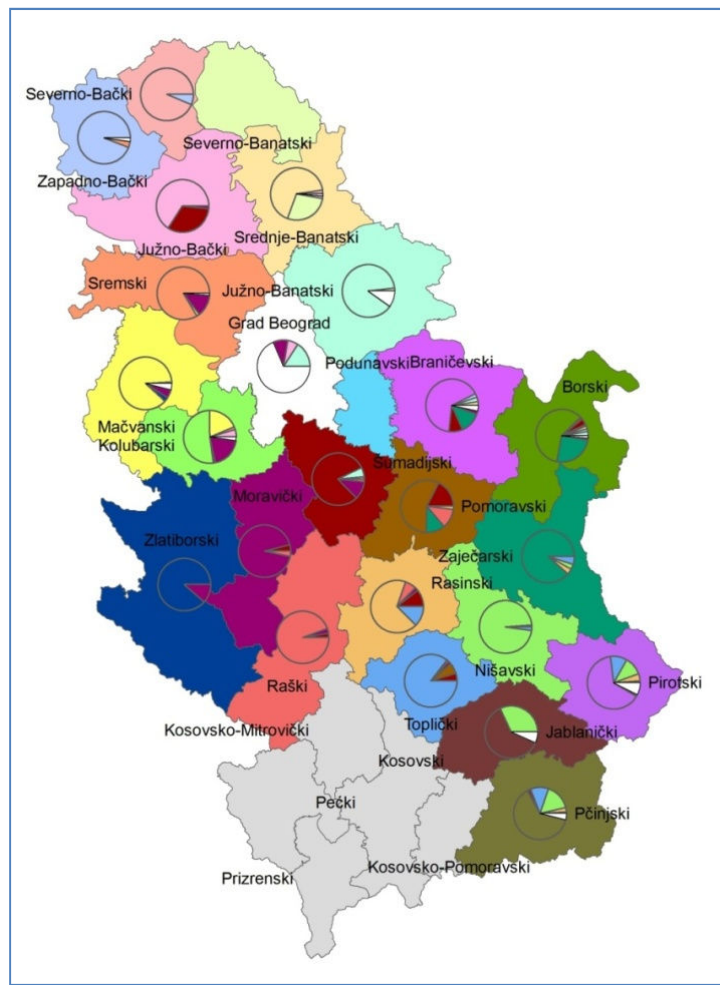 Severno-Bački
Severno-Banatski
Zapadno-Bački
Srednje-Banatski
Južno-Bački
Sremski
Južno-Banatski
Grad Beograd
Podunavski
Braničevski
Borski
Mačvanski
Kolubarski
Šumadijski
Moravički
Pomoravski
Zlatiborski
Zaječarski
Rasinski
Nišavski
Raški
Pirotski
Toplički
Jablanički
Kosovsko-Mitrovički
Kosovski
Pećki
Pčinjski
Kosovsko-Pomoravski
Prizrenski